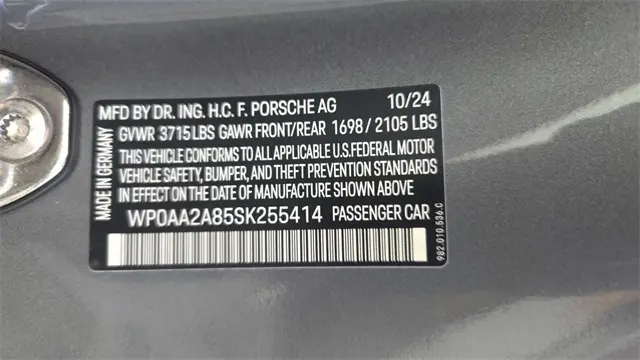 MFD BY DR. ING. H.C. F. PORSCHE AG 10/24
GVWR 3715 LBS GAWR FRONT/REAR 1698 / 2105 LBS
THIS VEHICLE CONFORMS TO ALL APPLICABLE U.S.FEDERAL MOTOR
VEHICLE SAFETY, BUMPER, AND THEFT PREVENTION STANDARDS
IN EFFECT ON THE DATE OF MANUFACTURE SHOWN ABOVE
WP0AA2A85SK255414 PASSENGER CAR
MADE IN GERMANY
982.010.536.C